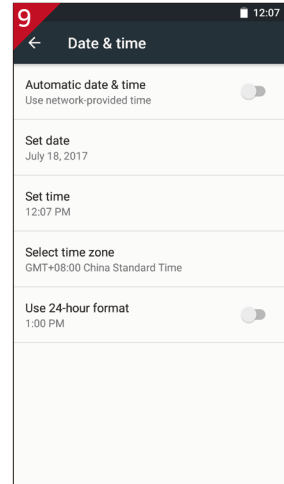 9
12:07
Date & time
Automatic date & time
Use network-provided time
Set date
July 18, 2017
Set time
12:07 PM
Select time zone
GMT+08:00 China Standard Time
Use 24-hour format
1:00 PM